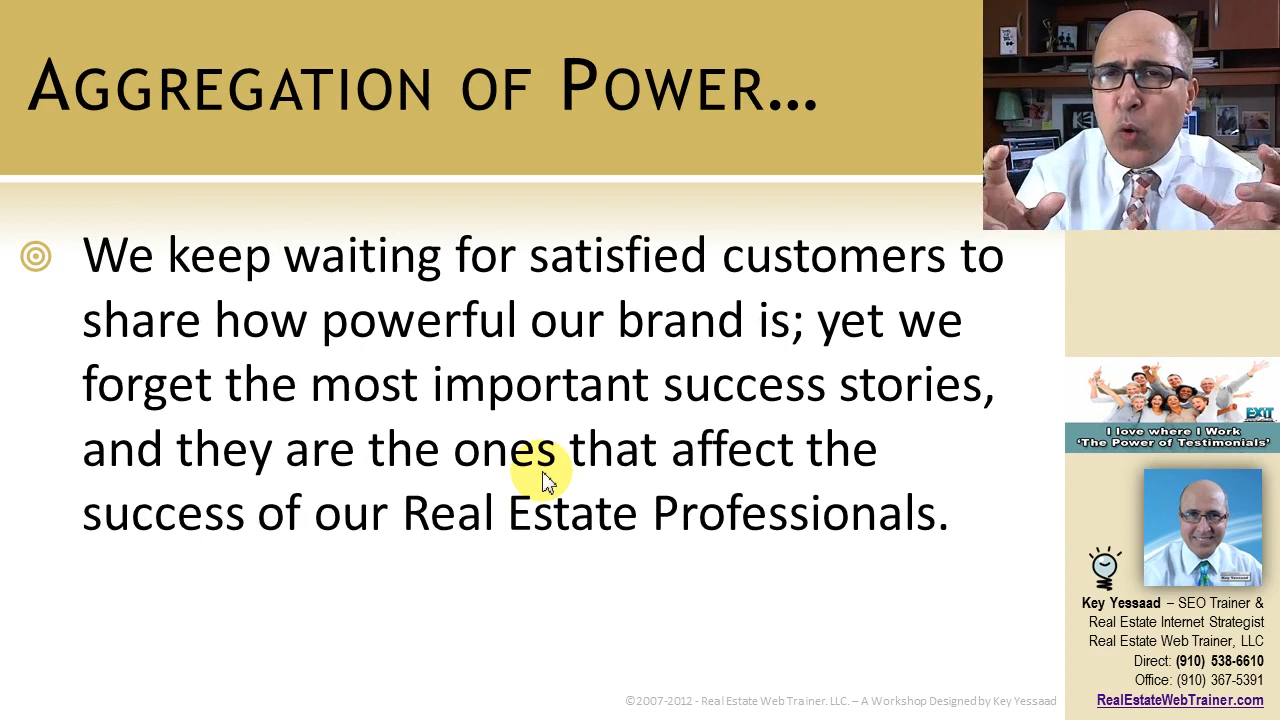 AGGREGATION OF POWER...
We keep waiting for satisfied customers to
share how powerful our brand is; yet we
forget the most important success stories,
and they are the ones that affect the
success of our Real Estate Professionals.
EXIT
I love where I Work
'The Power of Testimonials'
Key Yessaad
Key Yessaad – SEO Trainer &
Real Estate Internet Strategist
Real Estate Web Trainer, LLC
Direct: (910) 538-6610
Office: (910) 367-5391
RealEstateWebTrainer.com
©2007-2012 - Real Estate Web Trainer. LLC. – A Workshop Designed by Key Yessaad